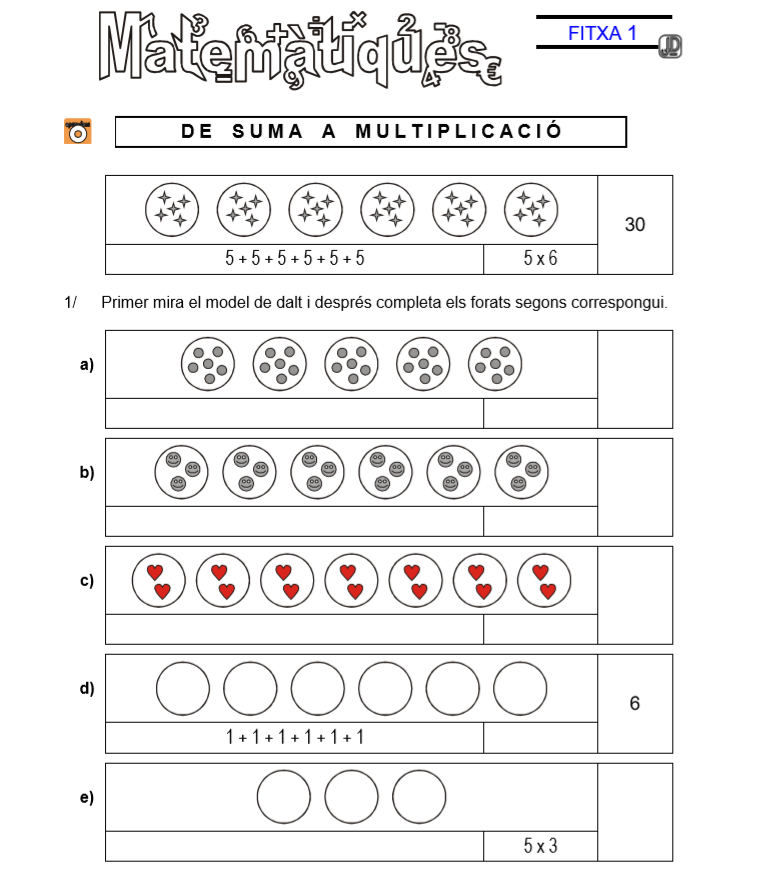 Matemàtiques
FITXA 1
DE SUMA A MULTIPLICACIÓ
30
5 + 5 + 5 + 5 + 5 + 5 5 x 6
1/ Primer mira el model de dalt i després completa els forats segons correspongui.
a)
b)
c)
d)
6
1 + 1 + 1 + 1 + 1 + 1
e)
5 x 3